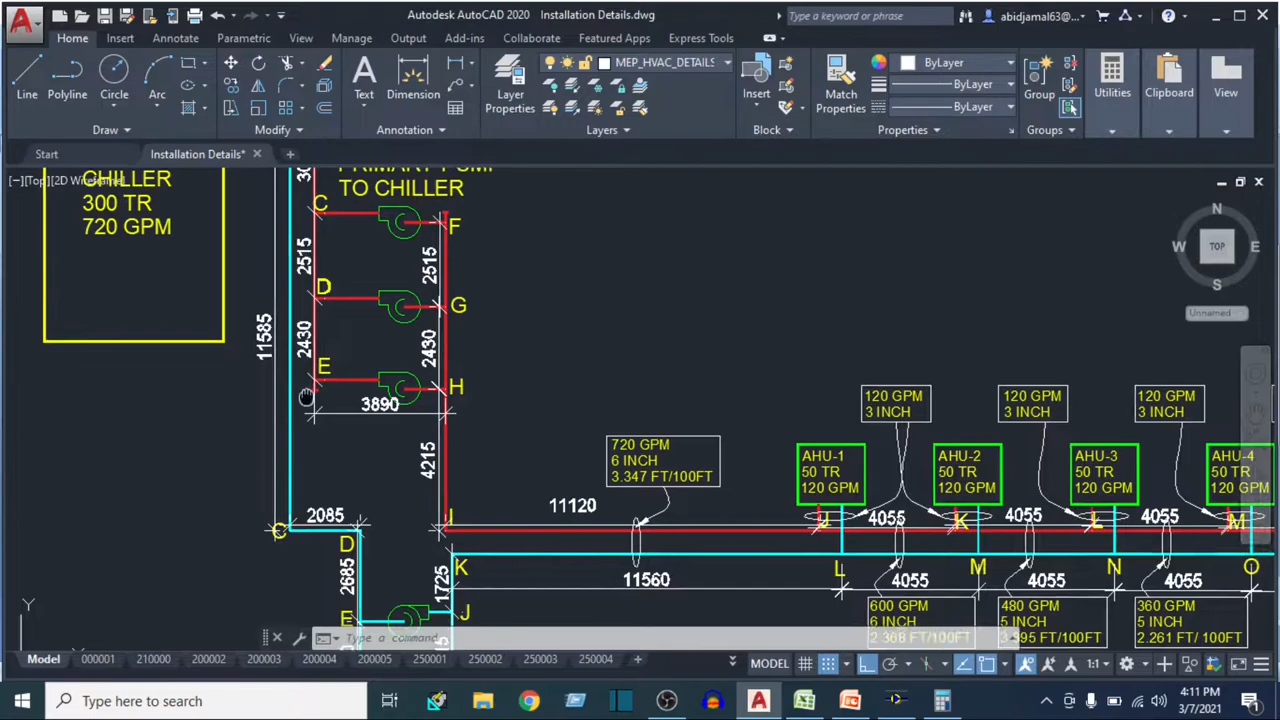 Autodesk AutoCAD 2020 Installation Details.dwg
Type a keyword or phrase
abidjamal63@...
Home Insert Annotate Parametric View Manage Output Add-ins Collaborate Featured Apps Express Tools
Line Polyline Circle Arc
Text Dimension
Layer Properties
MEP_HVAC_DETAILS
Insert
Match Properties
ByLayer
ByLayer
ByLayer
Group
Utilities
Clipboard
View
Draw Modify Annotation Layers Block Properties Groups
Start Installation Details*
[−][Top][2D Wireframe]
CHILLER
300 TR
720 GPM
TO CHILLER
C
F
2515
2515
D
G
11585
2430
2430
E
H
3890
4215
N
W TOP E
S
Unnamed
120 GPM
3 INCH
120 GPM
3 INCH
120 GPM
3 INCH
720 GPM
6 INCH
3.347 FT/100FT
AHU-1
50 TR
120 GPM
AHU-2
50 TR
120 GPM
AHU-3
50 TR
120 GPM
AHU-4
50 TR
120 GPM
11120
C
2085
I
J
4055
K
4055
L
4055
M
D
K
L
M
N
O
2685
1725
11560
4055
4055
4055
E
J
600 GPM
6 INCH
2.368 FT/100FT
480 GPM
5 INCH
360 GPM
5 INCH
2.261 FT/ 100FT
Y
Type a command
Model 000001 210000 200002 200003 200004 200005 250001 250002 250003 250004
MODEL
1:1
Type here to search
4:11 PM
3/7/2021
1